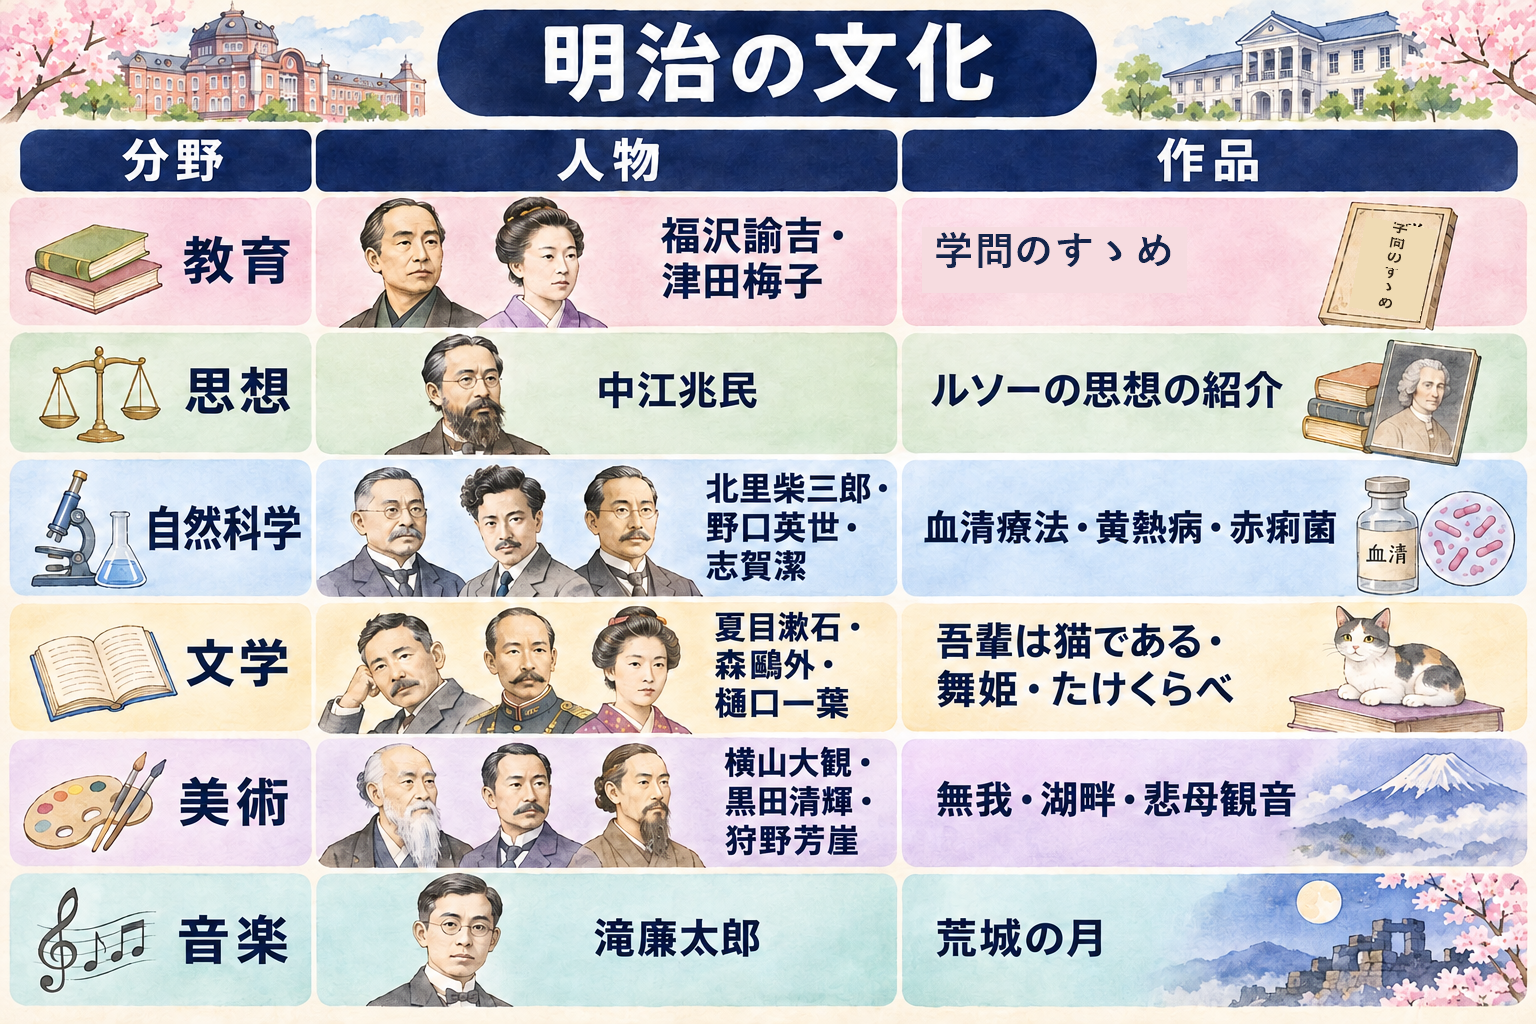 明治の文化
分野
人物
作品
教育
福沢諭吉・
津田梅子
学問のすゝめ
学問のすゝめ
思想
中江兆民
ルソーの思想の紹介
自然科学
北里柴三郎・
野口英世・
志賀潔
血清療法・黄熱病・赤痢菌
血清
文学
夏目漱石・
森鷗外・
樋口一葉
吾輩は猫である・
舞姫・たけくらべ
美術
横山大観・
黒田清輝・
狩野芳崖
無我・湖畔・悲母観音
音楽
滝廉太郎
荒城の月